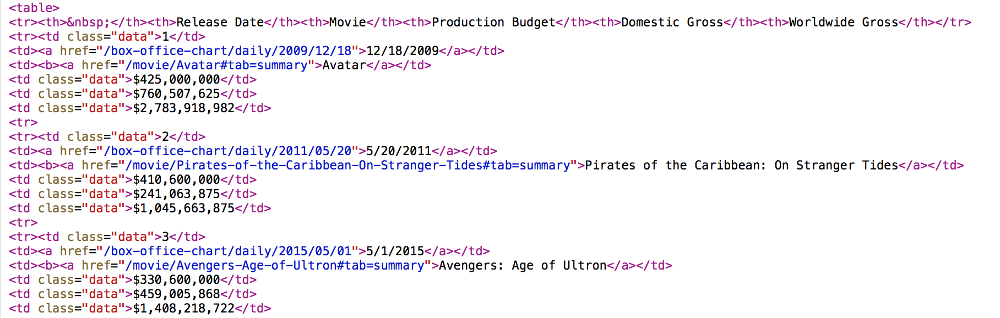 <table>
<tr><th>&nbsp;</th><th>Release Date</th><th>Movie</th><th>Production Budget</th><th>Domestic Gross</th><th>Worldwide Gross</th></tr>
<tr><td class="data">1</td>
<td><a href="/box-office-chart/daily/2009/12/18">12/18/2009</a></td>
<td><b><a href="/movie/Avatar#tab=summary">Avatar</a></td>
<td class="data">$425,000,000</td>
<td class="data">$760,507,625</td>
<td class="data">$2,783,918,982</td>
<tr>
<tr><td class="data">2</td>
<td><a href="/box-office-chart/daily/2011/05/20">5/20/2011</a></td>
<td><b><a href="/movie/Pirates-of-the-Caribbean-On-Stranger-Tides#tab=summary">Pirates of the Caribbean: On Stranger Tides</a></td>
<td class="data">$410,600,000</td>
<td class="data">$241,063,875</td>
<td class="data">$1,045,663,875</td>
<tr>
<tr><td class="data">3</td>
<td><a href="/box-office-chart/daily/2015/05/01">5/1/2015</a></td>
<td><b><a href="/movie/Avengers-Age-of-Ultron#tab=summary">Avengers: Age of Ultron</a></td>
<td class="data">$330,600,000</td>
<td class="data">$459,005,868</td>
<td class="data">$1,408,218,722</td>